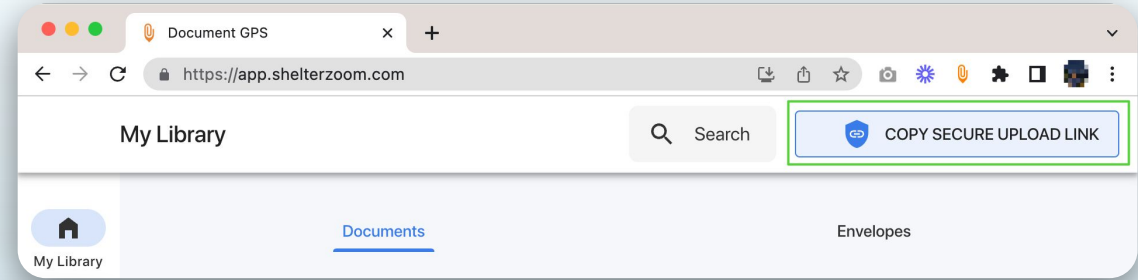 Document GPS
https://app.shelterzoom.com
My Library
Search
COPY SECURE UPLOAD LINK
My Library
Documents
Envelopes